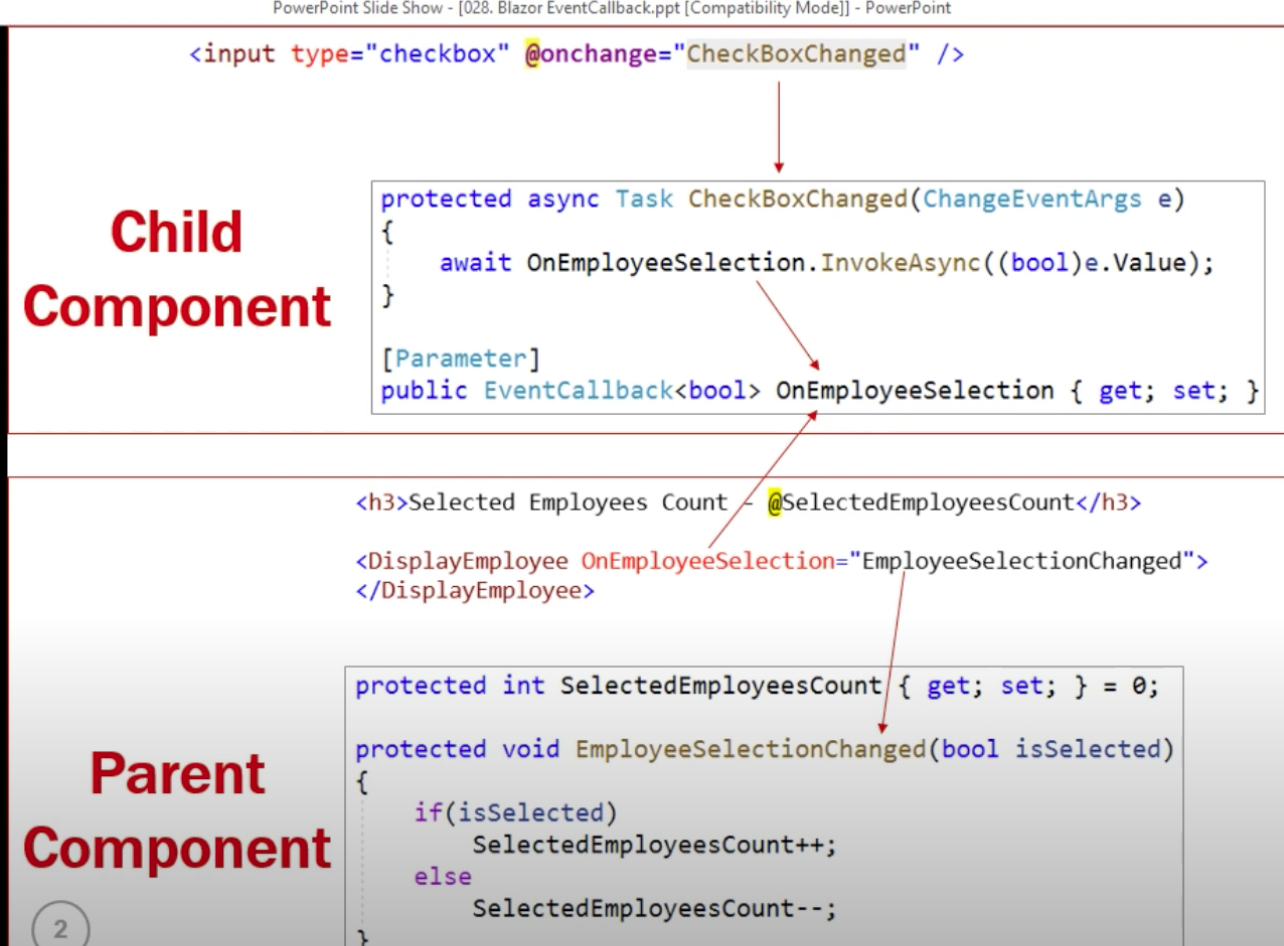 PowerPoint Slide Show - [028. Blazor EventCallback.ppt [Compatibility Mode]] - PowerPoint
<input type="checkbox" @onchange="CheckBoxChanged" />
Child
Component
protected async Task CheckBoxChanged(ChangeEventArgs e)
{
await OnEmployeeSelection.InvokeAsync((bool)e.Value);
}
[Parameter]
public EventCallback<bool> OnEmployeeSelection { get; set; }
<h3>Selected Employees Count - @SelectedEmployeesCount</h3>
<DisplayEmployee OnEmployeeSelection="EmployeeSelectionChanged">
</DisplayEmployee>
Parent
Component
protected int SelectedEmployeesCount { get; set; } = 0;
protected void EmployeeSelectionChanged(bool isSelected)
{
if(isSelected)
SelectedEmployeesCount++;
else
SelectedEmployeesCount--;
}
2